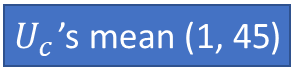 U_c's mean (1, 45)